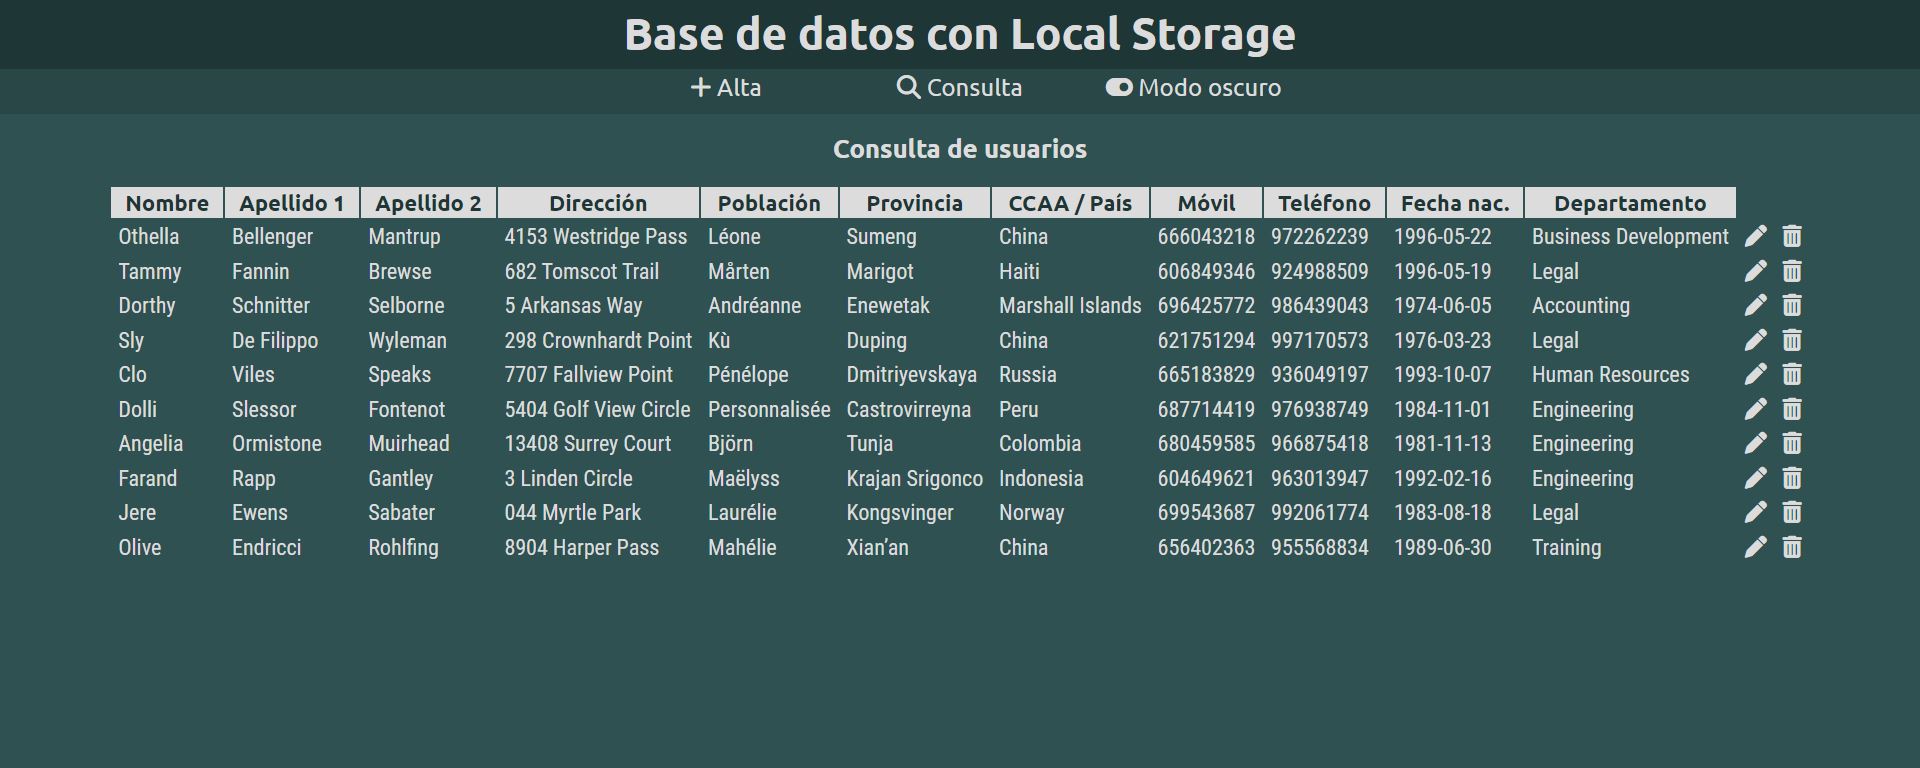 Base de datos con Local Storage
Alta Consulta Modo oscuro
Consulta de usuarios
Nombre Apellido 1 Apellido 2 Dirección Población Provincia CCAA / País Móvil Teléfono Fecha nac. Departamento
Othella Bellenger Mantrup 4153 Westridge Pass Léone Sumeng China 666043218 972262239 1996-05-22 Business Development
Tammy Fannin Brewse 682 Tomscot Trail Mårten Marigot Haiti 606849346 924988509 1996-05-19 Legal
Dorthy Schnitter Selborne 5 Arkansas Way Andréanne Enewetak Marshall Islands 696425772 986439043 1974-06-05 Accounting
Sly De Filippo Wyleman 298 Crownhardt Point Kù Duping China 621751294 997170573 1976-03-23 Legal
Clo Viles Speaks 7707 Fallview Point Pénélope Dmitriyevskaya Russia 665183829 936049197 1993-10-07 Human Resources
Dolli Slessor Fontenot 5404 Golf View Circle Personnalisée Castrovirreyna Peru 687714419 976938749 1984-11-01 Engineering
Angelia Ormistone Muirhead 13408 Surrey Court Björn Tunja Colombia 680459585 966875418 1981-11-13 Engineering
Farand Rapp Gantley 3 Linden Circle Maëlyss Krajan Srigonco Indonesia 604649621 963013947 1992-02-16 Engineering
Jere Ewens Sabater 044 Myrtle Park Laurélie Kongsvinger Norway 699543687 992061774 1983-08-18 Legal
Olive Endricci Rohlfing 8904 Harper Pass Mahélie Xian’an China 656402363 955568834 1989-06-30 Training